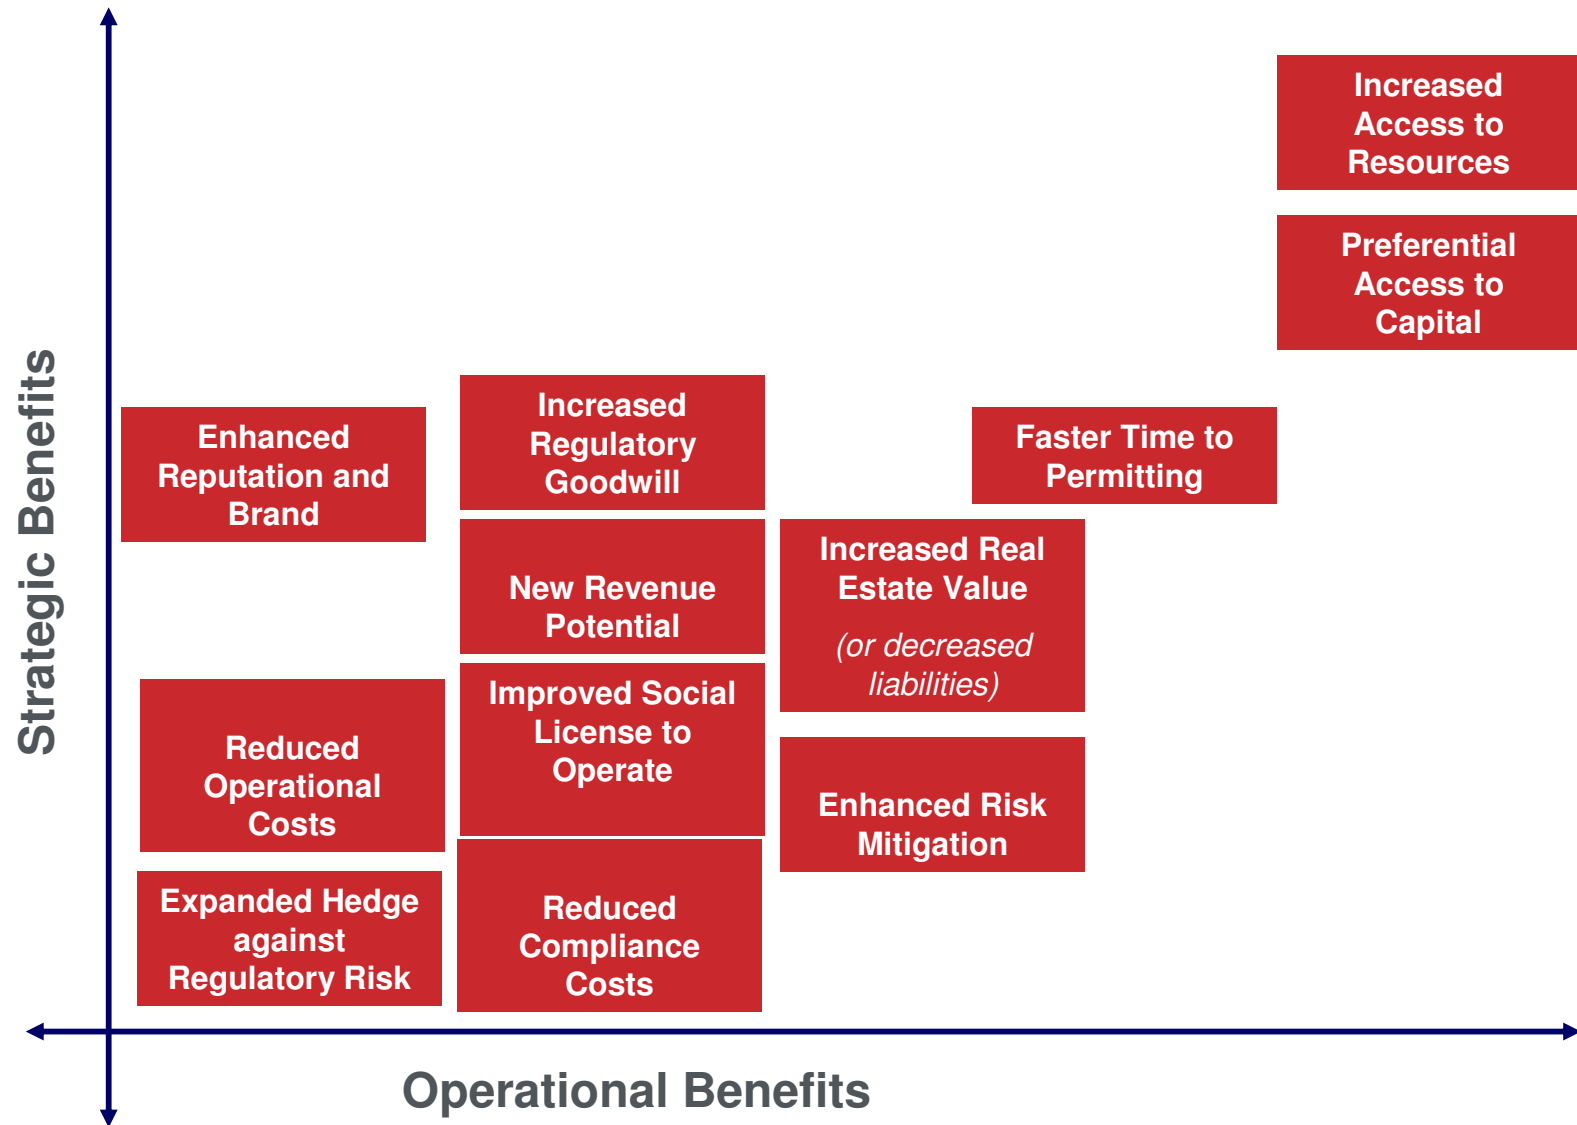 Increased
Access to
Resources
Preferential
Access to
Capital
Strategic Benefits
Enhanced
Reputation and
Brand
Increased
Regulatory
Goodwill
Faster Time to
Permitting
New Revenue
Potential
Increased Real
Estate Value
(or decreased
liabilities)
Reduced
Operational
Costs
Improved Social
License to
Operate
Enhanced Risk
Mitigation
Expanded Hedge
against
Regulatory Risk
Reduced
Compliance
Costs
Operational Benefits